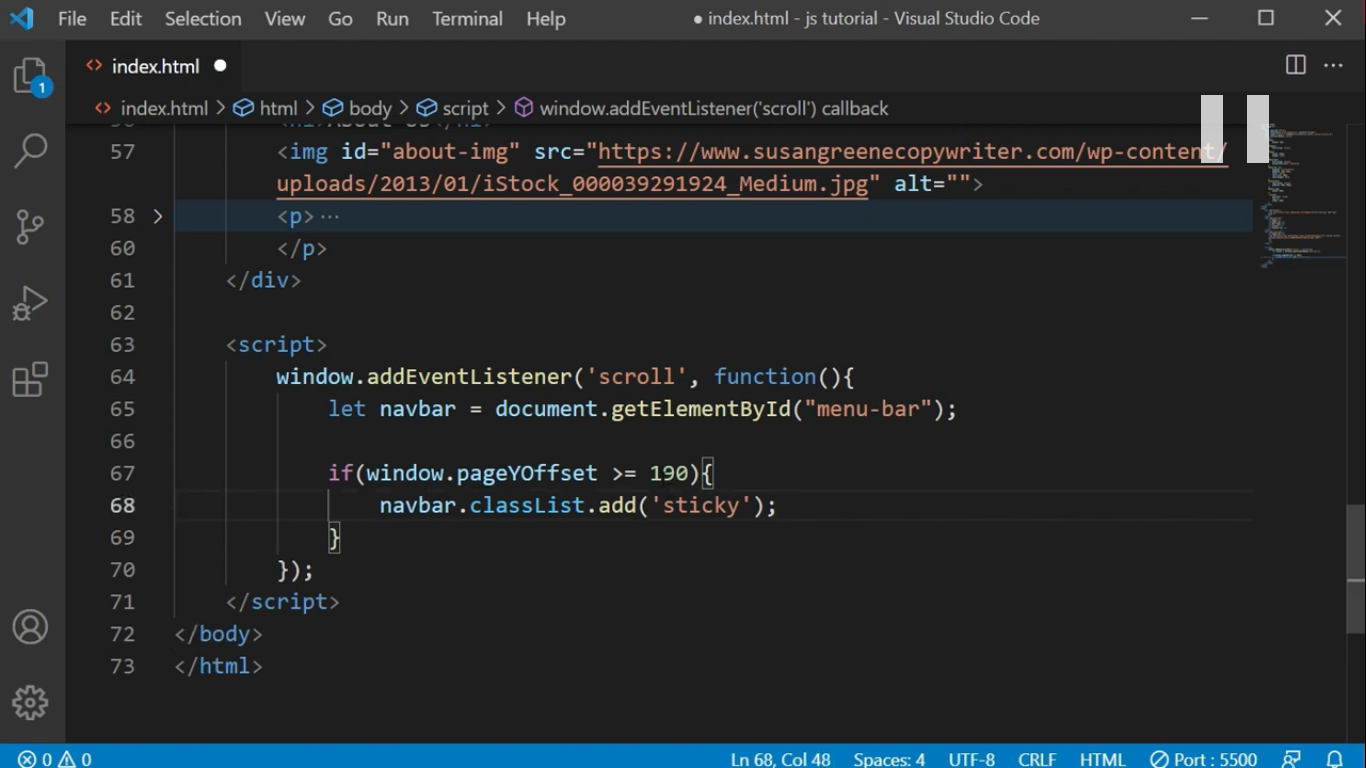 File Edit Selection View Go Run Terminal Help ● index.html - js tutorial - Visual Studio Code
index.html
1
index.html > html > body > script > window.addEventListener('scroll') callback
57 <img id="about-img" src="https://www.susangreenecopywriter.com/wp-content/
uploads/2013/01/iStock_000039291924_Medium.jpg" alt="">
58 <p>…
60 </p>
61 </div>
62
63 <script>
64 window.addEventListener('scroll', function(){
65 let navbar = document.getElementById("menu-bar");
66
67 if(window.pageYOffset >= 190){
68 navbar.classList.add('sticky');
69 }
70 });
71 </script>
72 </body>
73 </html>
0 0 Ln 68, Col 48 Spaces: 4 UTF-8 CRLF HTML Port : 5500